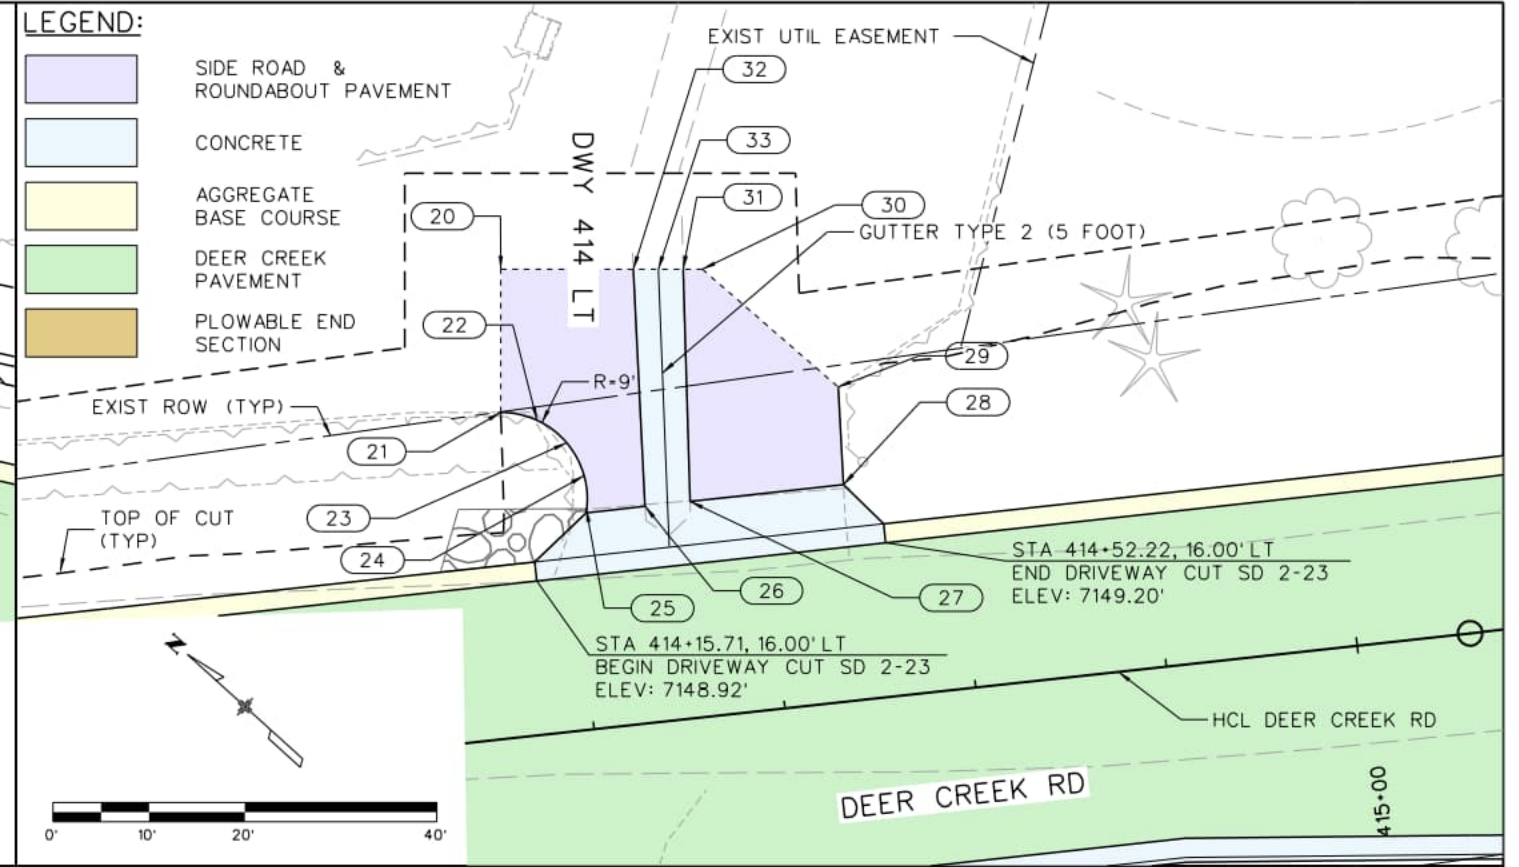 LEGEND:
SIDE ROAD &
ROUNDABOUT PAVEMENT
CONCRETE
AGGREGATE
BASE COURSE
DEER CREEK
PAVEMENT
PLOWABLE END
SECTION
EXIST UTIL EASEMENT
32
33
31
30
20
GUTTER TYPE 2 (5 FOOT)
DWY 414 LT
22
R=9'
29
EXIST ROW (TYP)
28
21
23
TOP OF CUT
(TYP)
24
25
26
27
STA 414+52.22, 16.00' LT
END DRIVEWAY CUT SD 2-23
ELEV: 7149.20'
STA 414+15.71, 16.00' LT
BEGIN DRIVEWAY CUT SD 2-23
ELEV: 7148.92'
N
HCL DEER CREEK RD
DEER CREEK RD
415+00
0'
10'
20'
40'